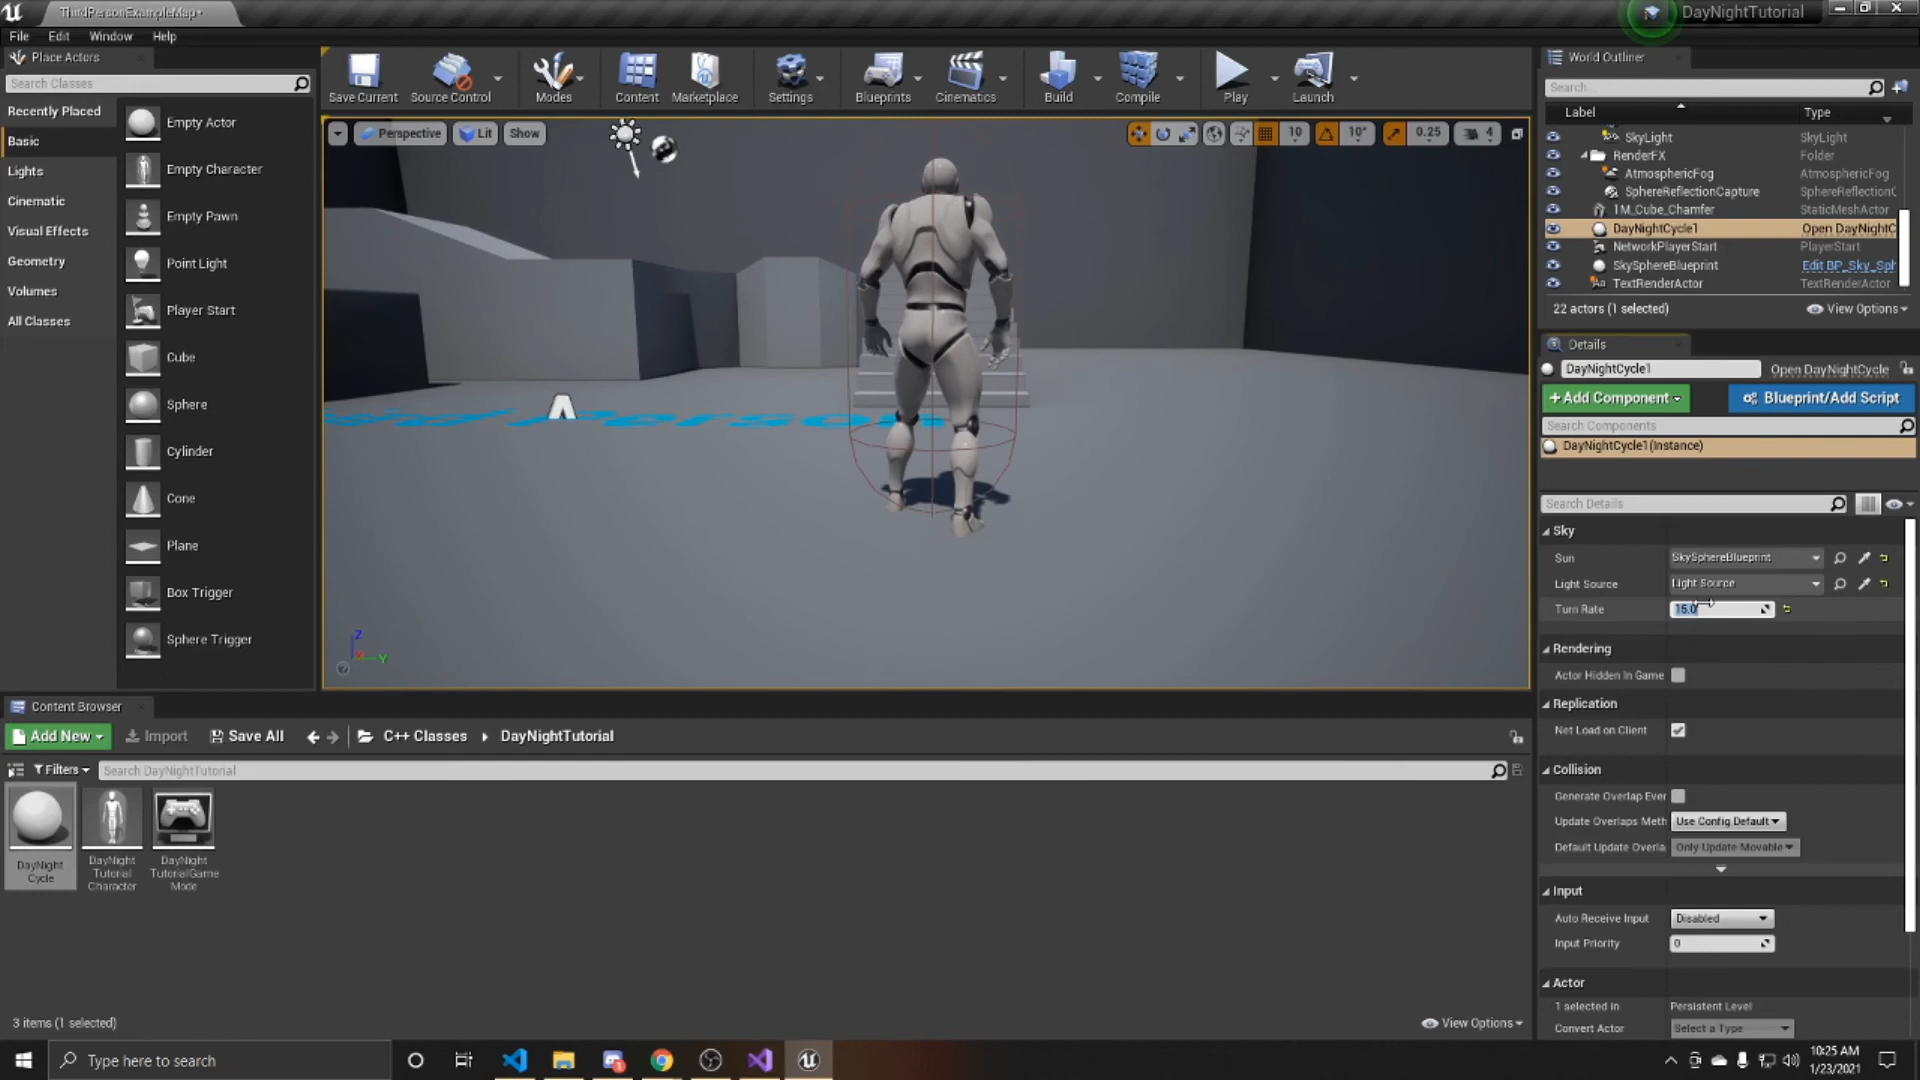 ThirdPersonExampleMap*
DayNightTutorial
File Edit Window Help
Place Actors
Search Classes
Recently Placed
Basic
Lights
Cinematic
Visual Effects
Geometry
Volumes
All Classes
Empty Actor
Empty Character
Empty Pawn
Point Light
Player Start
Cube
Sphere
Cylinder
Cone
Plane
Box Trigger
Sphere Trigger
Save Current Source Control Modes Content Marketplace Settings Blueprints Cinematics Build Compile Play Launch
Perspective Lit Show
10 10° 0.25 4
Person
Z
X Y
World Outliner
Search...
Label Type
SkyLight SkyLight
RenderFX Folder
AtmosphericFog AtmosphericFog
SphereReflectionCapture SphereReflectionC
1M_Cube_Chamfer StaticMeshActor
DayNightCycle1 Open DayNightC
NetworkPlayerStart PlayerStart
SkySphereBlueprint Edit BP_Sky_Sph
TextRenderActor TextRenderActor
22 actors (1 selected) View Options
Details
DayNightCycle1 Open DayNightCycle
+Add Component Blueprint/Add Script
Search Components
DayNightCycle1(Instance)
Search Details
Sky
Sun SkySphereBlueprint
Light Source Light Source
Turn Rate 15.0
Rendering
Actor Hidden In Game
Replication
Net Load on Client
Collision
Generate Overlap Ever
Update Overlaps Meth Use Config Default
Default Update Overla Only Update Movable
Input
Auto Receive Input Disabled
Input Priority 0
Actor
1 selected in Persistent Level
Convert Actor Select a Type
Content Browser
Add New Import Save All C++ Classes DayNightTutorial
Filters Search DayNightTutorial
DayNight
Cycle
DayNight
Tutorial
Character
DayNight
TutorialGame
Mode
3 items (1 selected) View Options
Type here to search
10:25 AM
1/23/2021